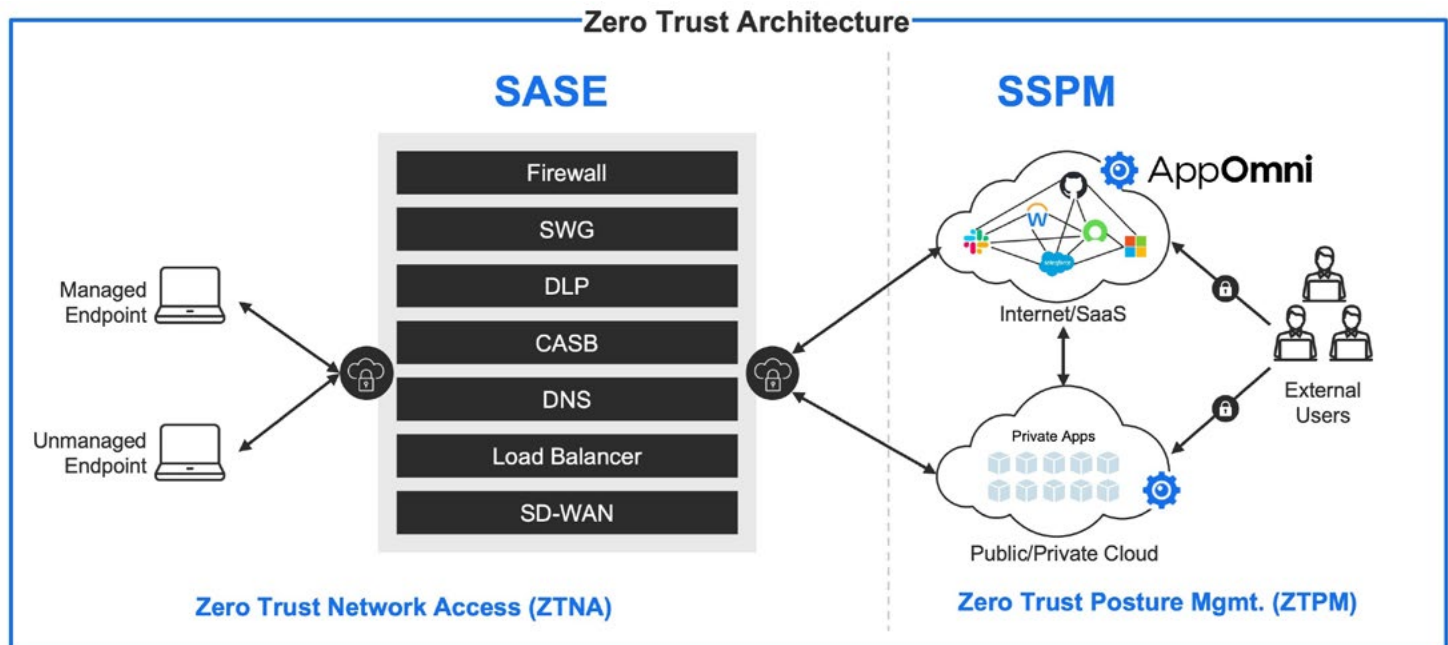 Zero Trust Architecture
SASE
SSPM
Firewall
SWG
DLP
CASB
DNS
Load Balancer
SD-WAN
Managed
Endpoint
Unmanaged
Endpoint
AppOmni
W
salesforce
Internet/SaaS
Private Apps
Public/Private Cloud
External
Users
Zero Trust Network Access (ZTNA)
Zero Trust Posture Mgmt. (ZTPM)